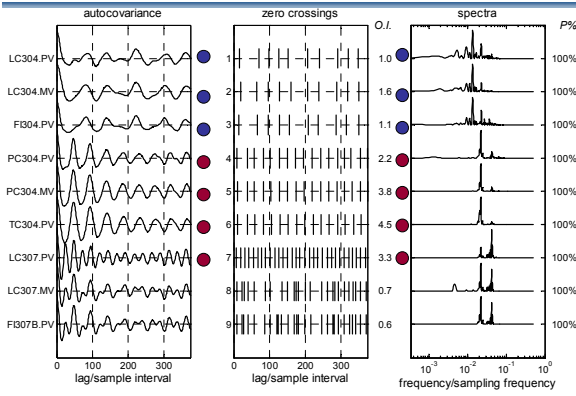 autocovariance zero crossings O.I. spectra P%
LC304.PV 1 1.0 100%
LC304.MV 2 1.6 100%
FI304.PV 3 1.1 100%
PC304.PV 4 2.2 100%
PC304.MV 5 3.8 100%
TC304.PV 6 4.5 100%
LC307.PV 7 3.3 100%
LC307.MV 8 0.7 100%
FI307B.PV 9 0.6 100%
0 100 200 300 0 100 200 300 10⁻³ 10⁻² 10⁻¹ 10⁰
lag/sample interval lag/sample interval frequency/sampling frequency